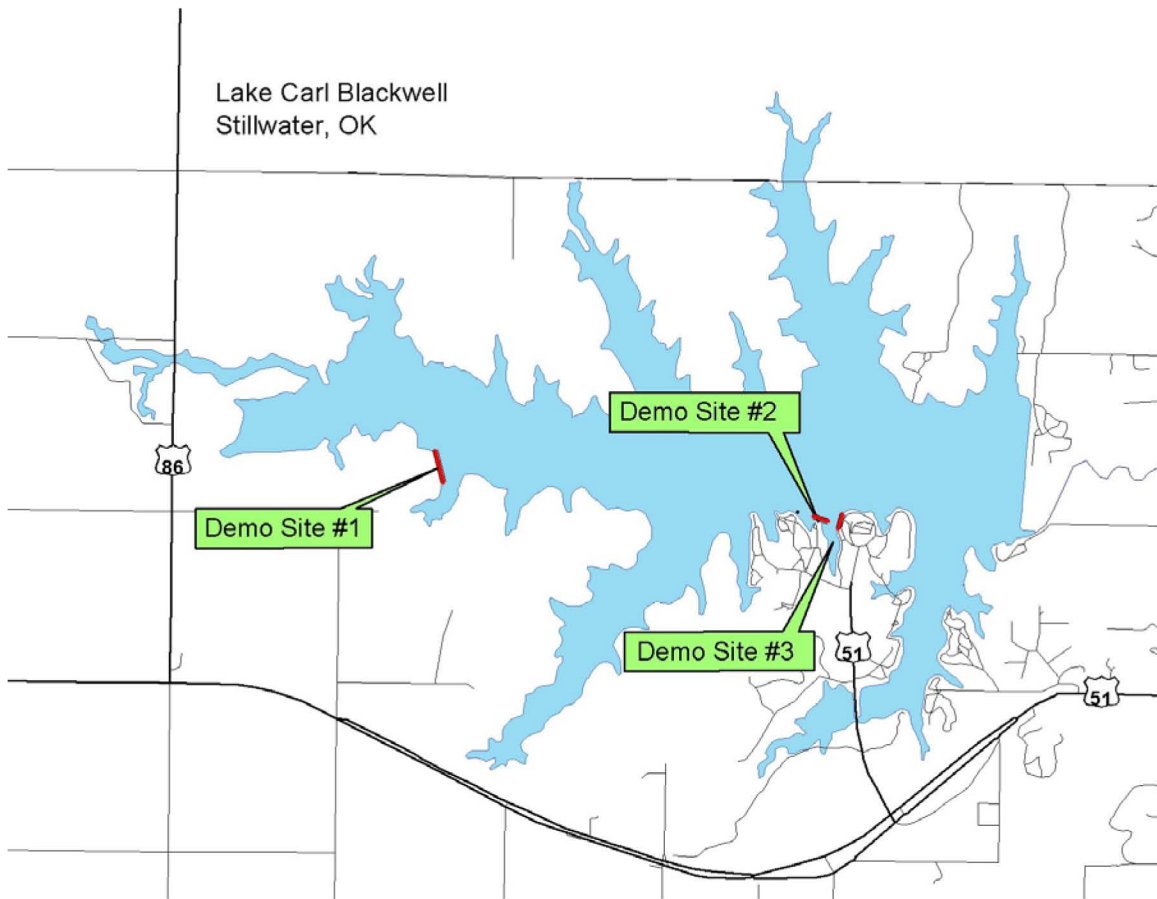 Lake Carl Blackwell
Stillwater, OK
Demo Site #2
86
Demo Site #1
Demo Site #3
51
51